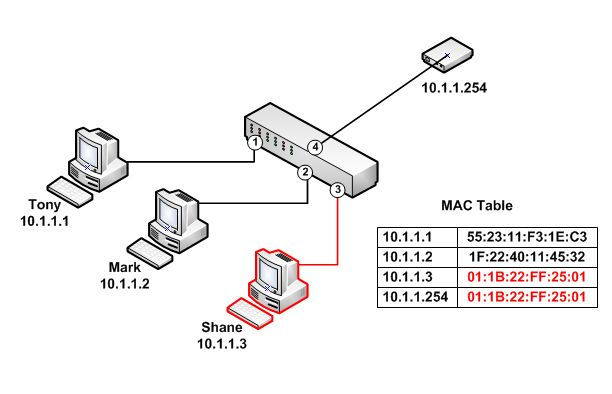 10.1.1.254
4
1
2
3
Tony
10.1.1.1
Mark
10.1.1.2
Shane
10.1.1.3
MAC Table
10.1.1.1 55:23:11:F3:1E:C3
10.1.1.2 1F:22:40:11:45:32
10.1.1.3 01:1B:22:FF:25:01
10.1.1.254 01:1B:22:FF:25:01